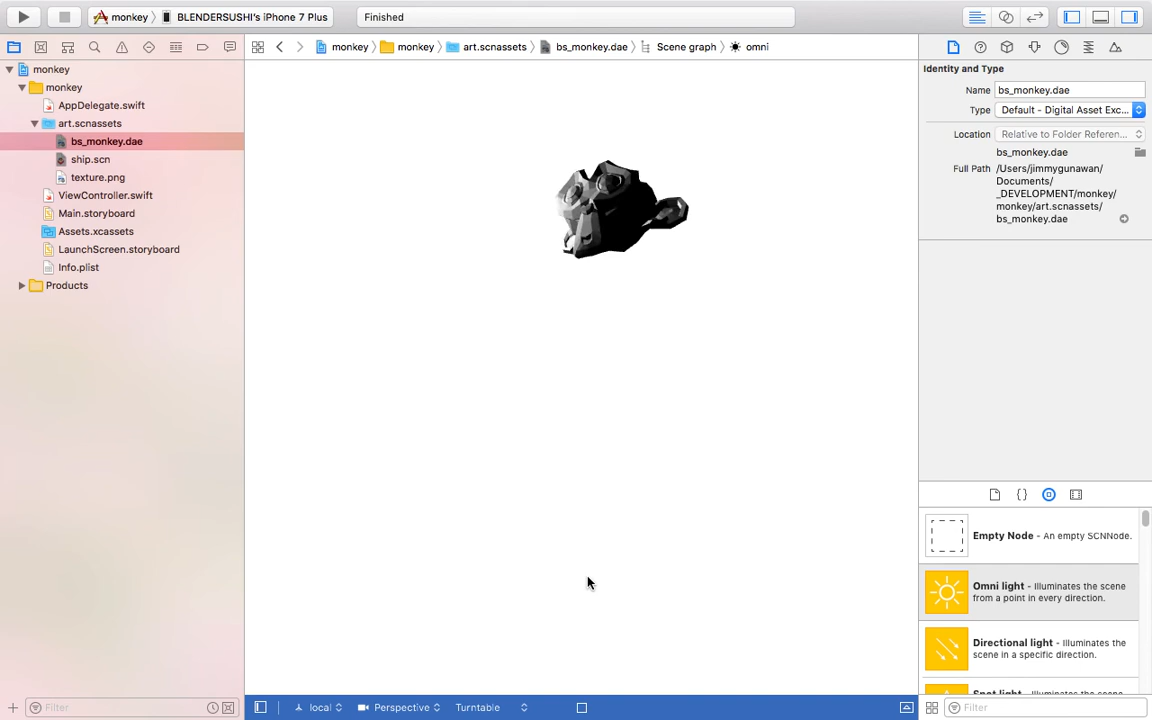 monkey
BLENDERSUSHI's iPhone 7 Plus
Finished
monkey
monkey
art.scnassets
bs_monkey.dae
Scene graph
omni
monkey
monkey
AppDelegate.swift
art.scnassets
bs_monkey.dae
ship.scn
texture.png
ViewController.swift
Main.storyboard
Assets.xcassets
LaunchScreen.storyboard
Info.plist
Products
Identity and Type
Name bs_monkey.dae
Type Default - Digital Asset Exc...
Location Relative to Folder Referen...
bs_monkey.dae
Full Path /Users/jimmygunawan/
Documents/
_DEVELOPMENT/monkey/
monkey/art.scnassets/
bs_monkey.dae
{}
Empty Node - An empty SCNNode.
Omni light - Illuminates the scene
from a point in every direction.
Directional light - Illuminates the
scene in a specific direction.
Spot light - Illuminates the scene
Filter
local
Perspective
Turntable
Filter